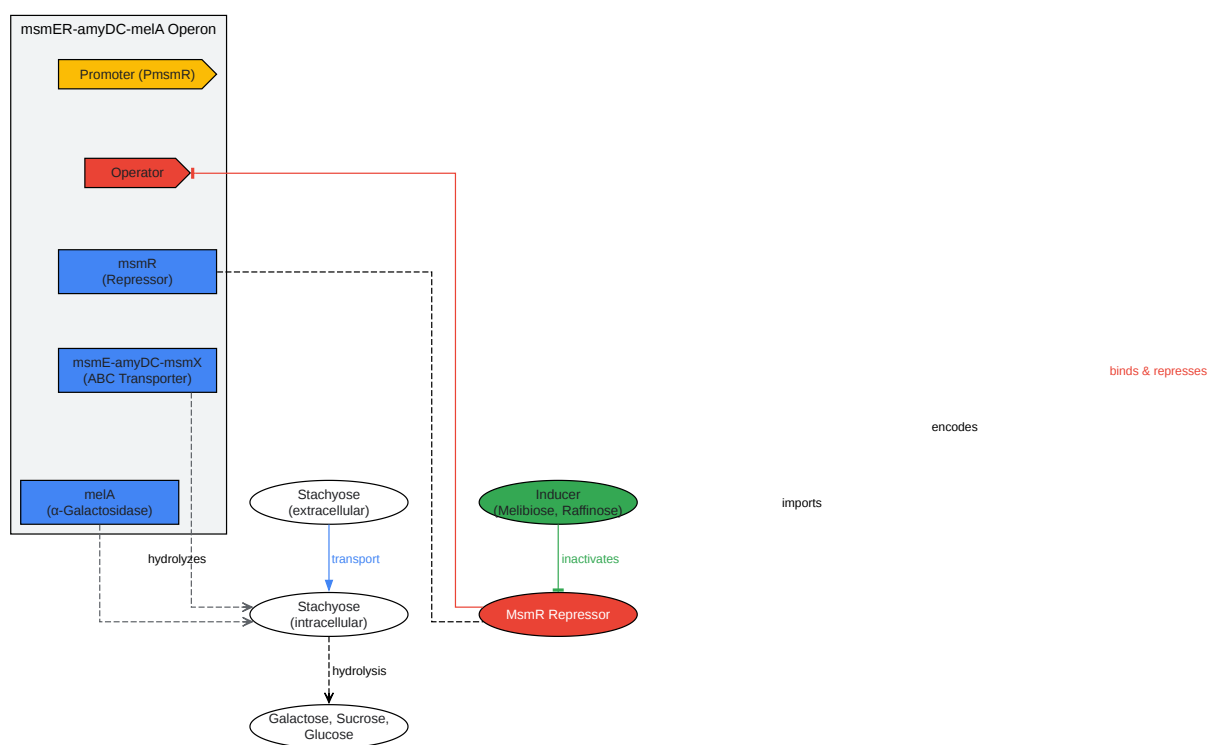 msmER-amyDC-melA Operon
Promoter (PmsmR)
Operator
msmR
(Repressor)
msmE-amyDC-msmX
(ABC Transporter)
binds & represses
encodes
melA
(α-Galactosidase)
Stachyose
(extracellular)
Inducer
(Melibiose, Raffinose)
imports
hydrolyzes
transport
inactivates
Stachyose
(intracellular)
MsmR Repressor
hydrolysis
Galactose, Sucrose,
Glucose